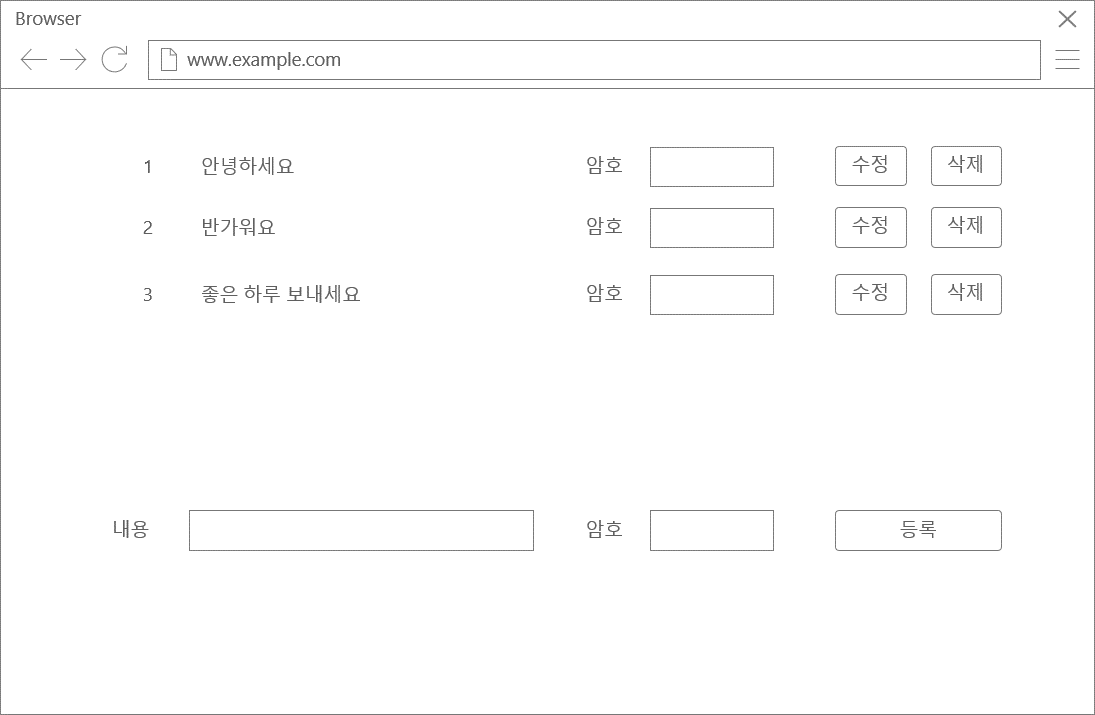 Browser
www.example.com
1 안녕하세요 암호 수정 삭제
2 반가워요 암호 수정 삭제
3 좋은 하루 보내세요 암호 수정 삭제
내용 암호 등록